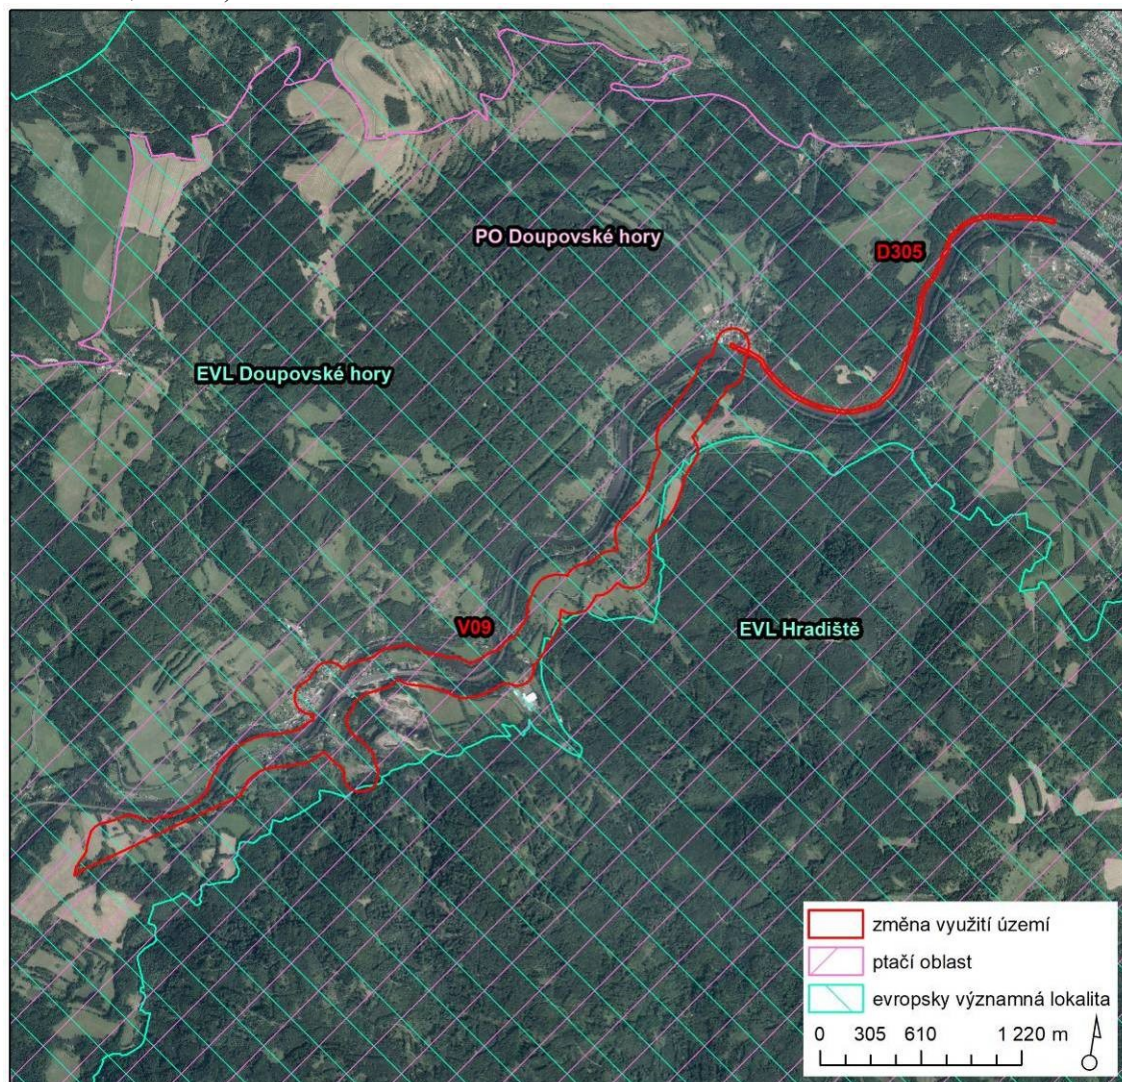 PO Doupovské hory
D305
EVL Doupovské hory
V09
EVL Hradiště
změna využití území
ptačí oblast
evropsky významná lokalita
0 305 610 1 220 m